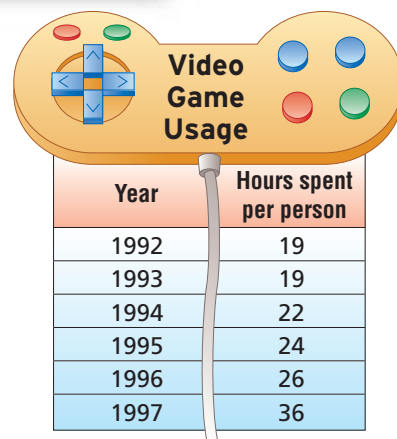 Video
Game
Usage
Year Hours spent
per person
1992 19
1993 19
1994 22
1995 24
1996 26
1997 36